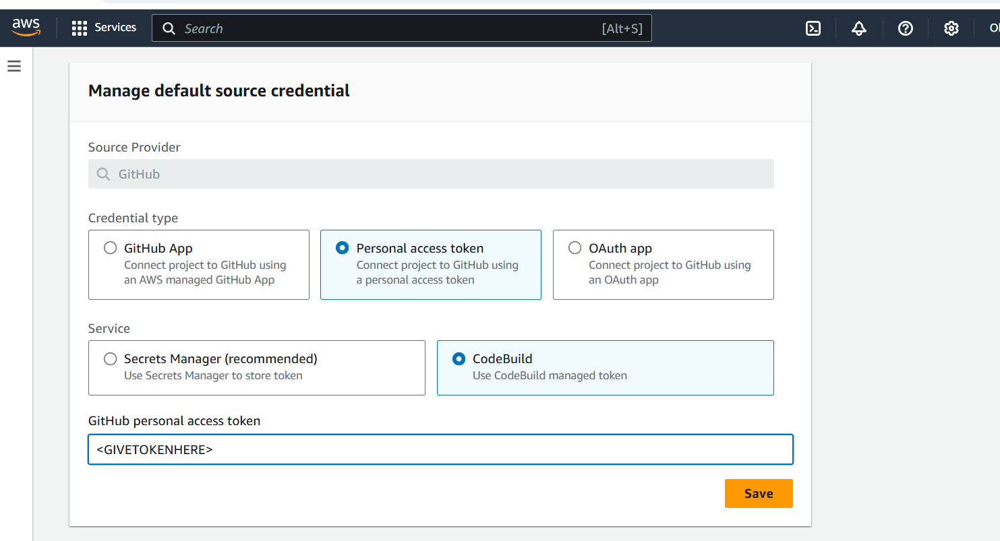 aws
Services
Search
[Alt+S]
Manage default source credential
Source Provider
GitHub
Credential type
GitHub App
Connect project to GitHub using
an AWS managed GitHub App
Personal access token
Connect project to GitHub using
a personal access token
OAuth app
Connect project to GitHub using
an OAuth app
Service
Secrets Manager (recommended)
Use Secrets Manager to store token
CodeBuild
Use CodeBuild managed token
GitHub personal access token
<GIVETOKENHERE>
Save